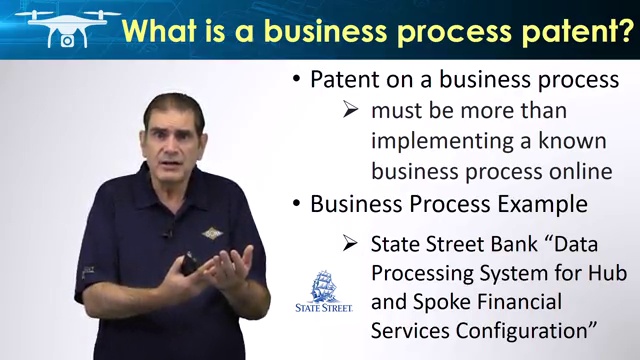 What is a business process patent?
• Patent on a business process
➢ must be more than
implementing a known
business process online
• Business Process Example
➢ State Street Bank “Data
Processing System for Hub
and Spoke Financial
Services Configuration”
STATE STREET.